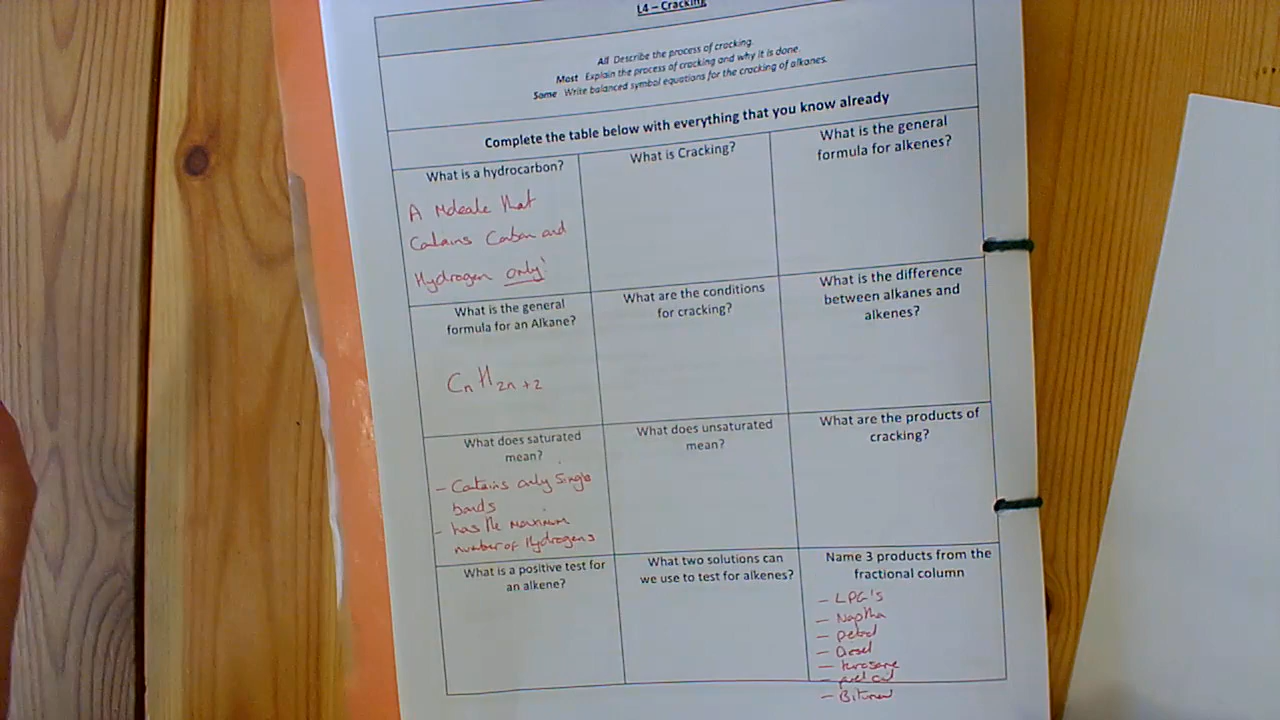 L4 – Cracking
All Describe the process of cracking.
Most Explain the process of cracking and why it is done.
Some Write balanced symbol equations for the cracking of alkanes.
Complete the table below with everything that you know already
What is a hydrocarbon?
A Molecule that
Contains Carbon and
Hydrogen only!
What is Cracking?
What is the general
formula for alkenes?
What is the general
formula for an Alkane?
CnH2n+2
What are the conditions
for cracking?
What is the difference
between alkanes and
alkenes?
What does saturated
mean?
- Contains only Single
bonds
- has the maximum
number of Hydrogens
What does unsaturated
mean?
What are the products of
cracking?
What is a positive test for
an alkene?
What two solutions can
we use to test for alkenes?
Name 3 products from the
fractional column
- LPG's
- Naptha
- petrol
- Diesel
- kerosane
- fuel oil
- Bitumen